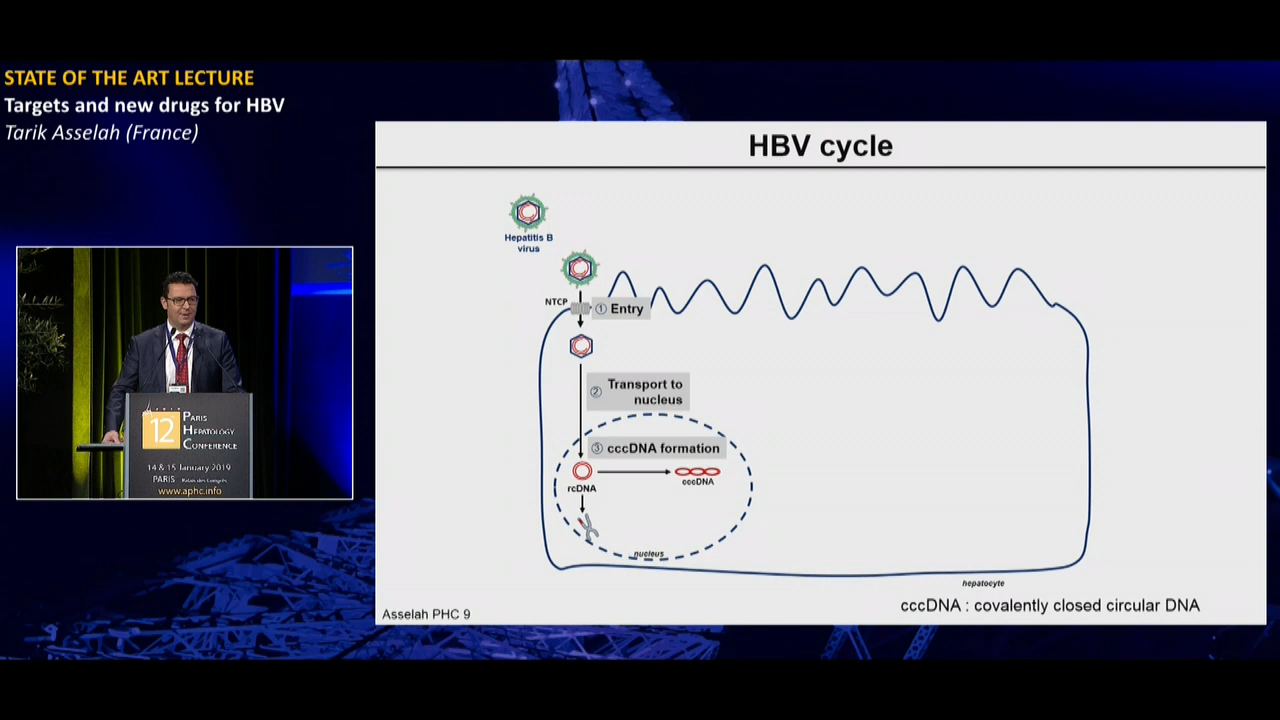 STATE OF THE ART LECTURE
Targets and new drugs for HBV
Tarik Asselah (France)
HBV cycle
Hepatitis B
virus
NTCP
① Entry
② Transport to
nucleus
③ cccDNA formation
rcDNA
cccDNA
nucleus
hepatocyte
cccDNA : covalently closed circular DNA
Asselah PHC 9
12
PARIS
HEPATOLOGY
CONFERENCE
14 & 15 January 2019
PARIS Palais des Congrès
www.aphc.info